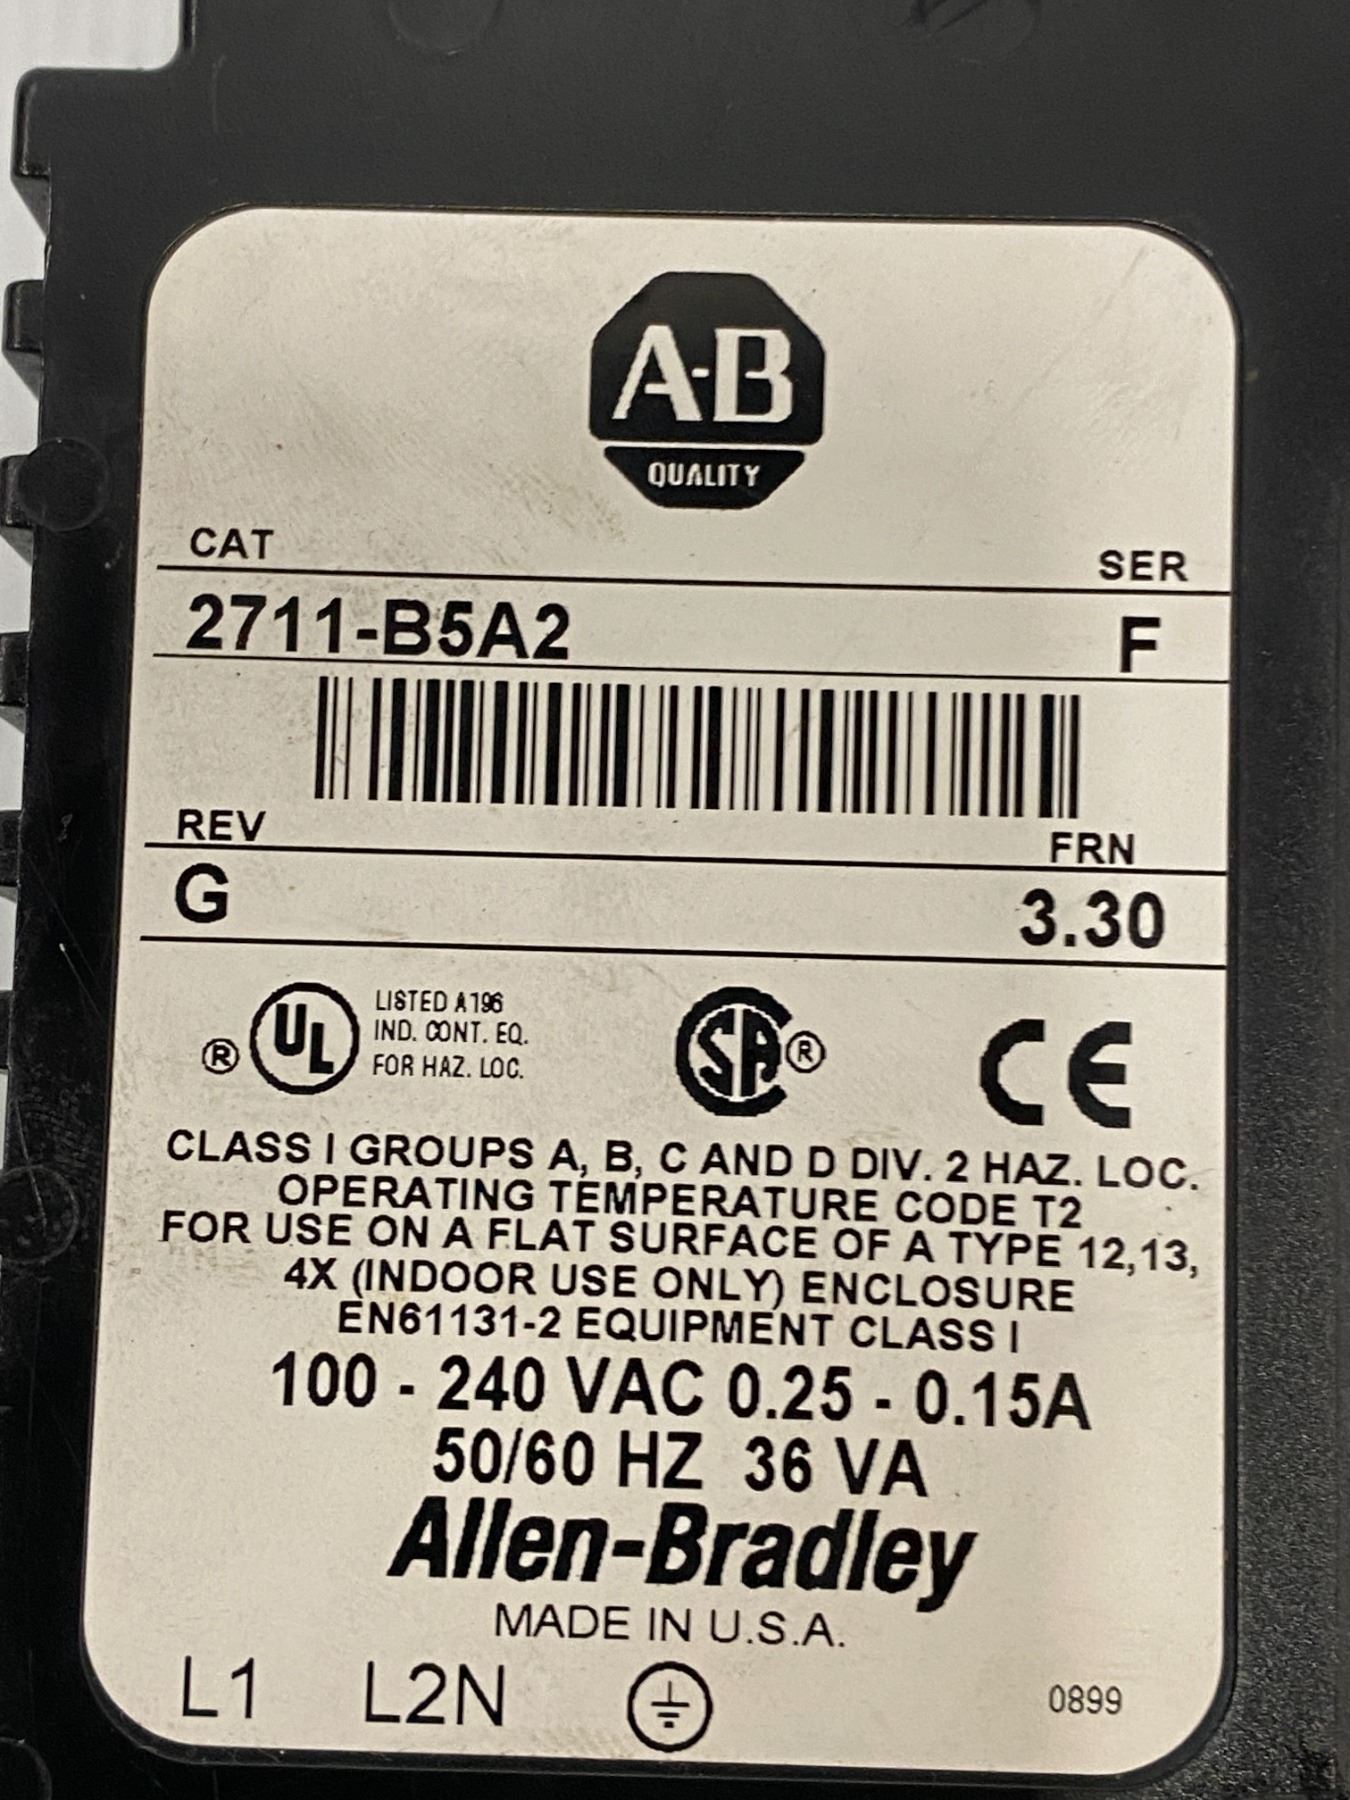 A-B
QUALITY
CAT SER
2711-B5A2 F
REV FRN
G 3.30
® UL LISTED A196
IND. CONT. EQ.
FOR HAZ. LOC.
SA ® CE
CLASS I GROUPS A, B, C AND D DIV. 2 HAZ. LOC.
OPERATING TEMPERATURE CODE T2
FOR USE ON A FLAT SURFACE OF A TYPE 12,13,
4X (INDOOR USE ONLY) ENCLOSURE
EN61131-2 EQUIPMENT CLASS I
100 - 240 VAC 0.25 - 0.15A
50/60 HZ 36 VA
Allen-Bradley
MADE IN U.S.A.
L1 L2N 0899